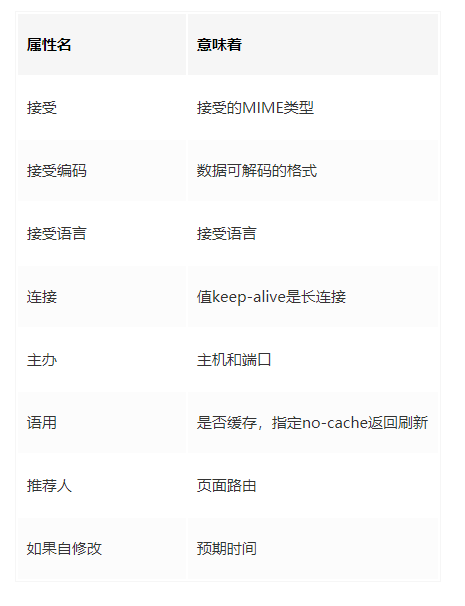 属性名 意味着
接受 接受的MIME类型
接受编码 数据可解码的格式
接受语言 接受语言
连接 值keep-alive是长连接
主办 主机和端口
语用 是否缓存，指定no-cache返回刷新
推荐人 页面路由
如果自修改 预期时间